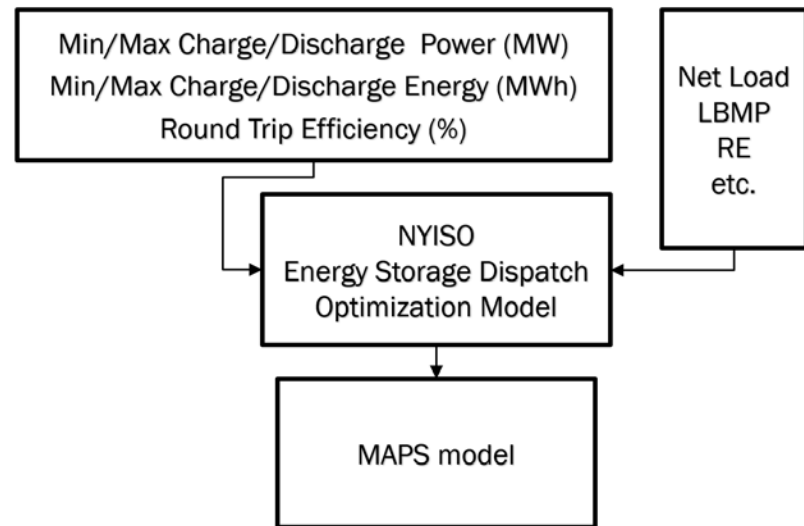 Min/Max Charge/Discharge Power (MW)
Min/Max Charge/Discharge Energy (MWh)
Round Trip Efficiency (%)
Net Load
LBMP
RE
etc.
NYISO
Energy Storage Dispatch
Optimization Model
MAPS model